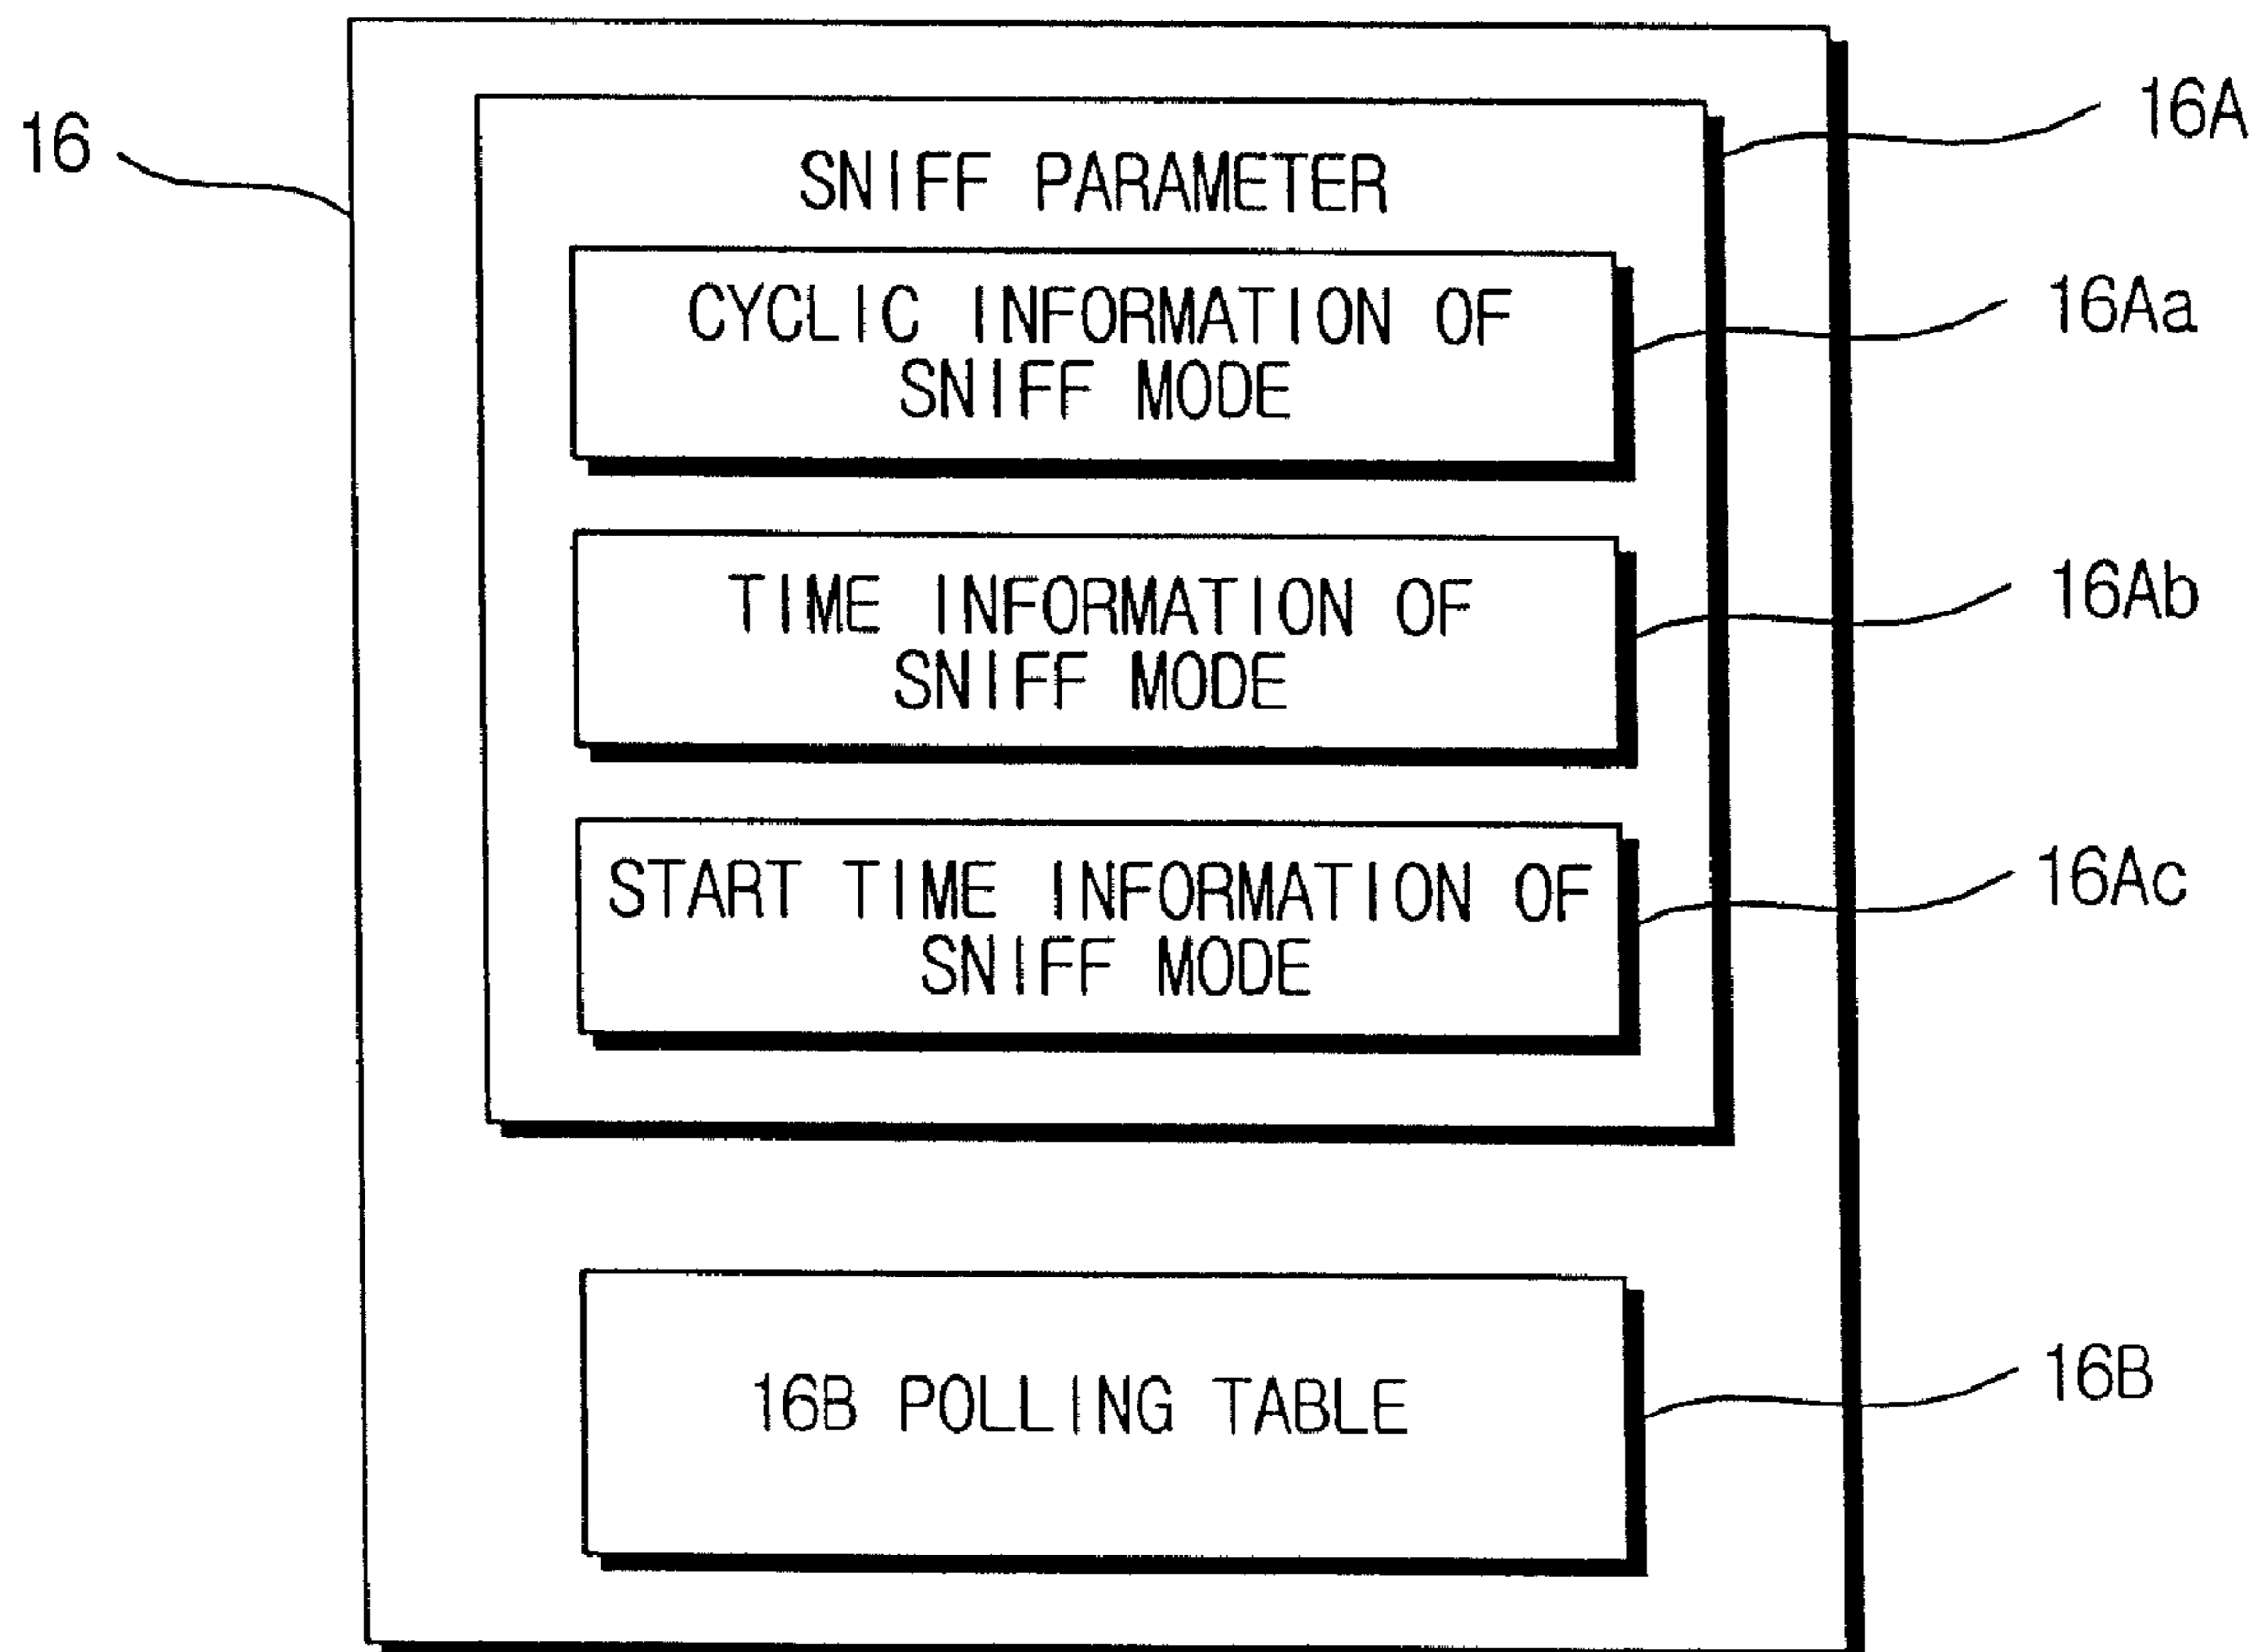 16
16A
SNIFF PARAMETER
CYCLIC INFORMATION OF
SNIFF MODE
16Aa
TIME INFORMATION OF
SNIFF MODE
16Ab
START TIME INFORMATION OF
SNIFF MODE
16Ac
16B POLLING TABLE
16B